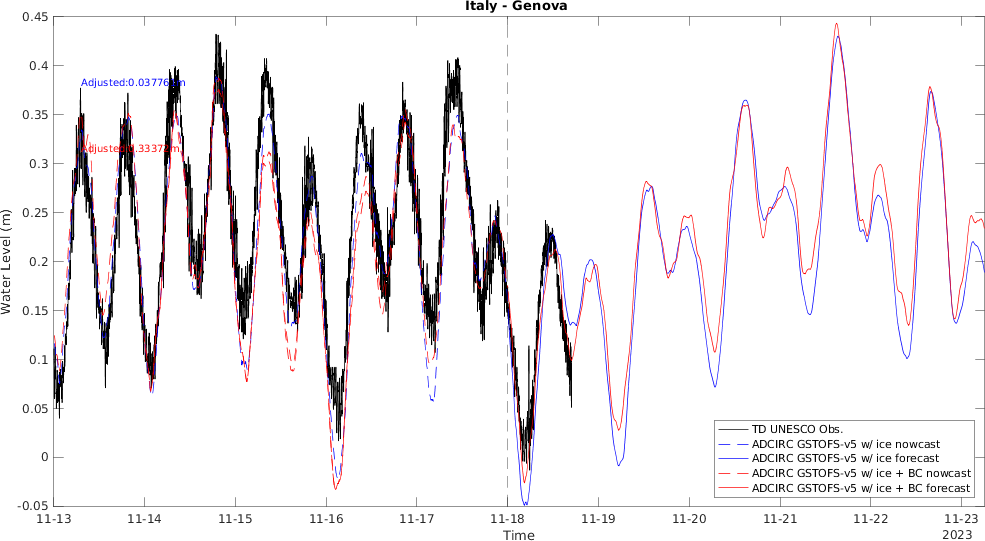 Italy - Genova
0.45
0.4
0.35
0.3
0.25
0.2
0.15
0.1
0.05
0
-0.05
Water Level (m)
Adjusted:0.03776 m
11-13 11-14 11-15 11-16 11-17 11-18 11-19 11-20 11-21 11-22 11-23
2023
Time
TD UNESCO Obs.
ADCIRC GSTOFS-v5 w/ ice nowcast
ADCIRC GSTOFS-v5 w/ ice forecast
ADCIRC GSTOFS-v5 w/ ice + BC nowcast
ADCIRC GSTOFS-v5 w/ ice + BC forecast